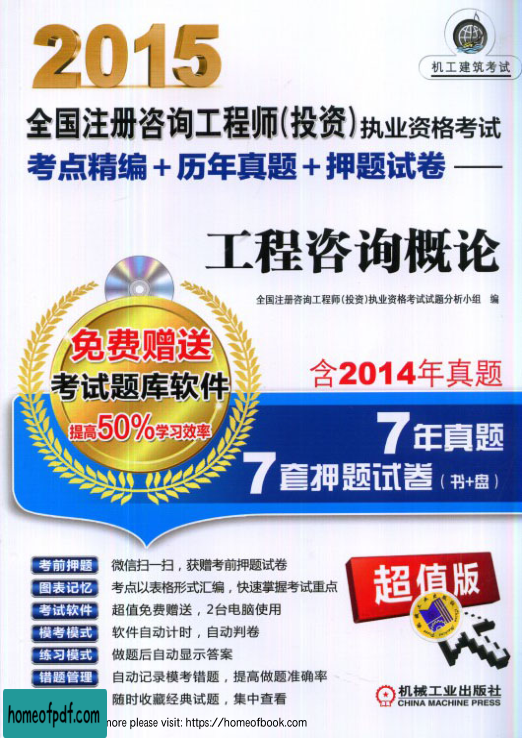 2015
机工建筑考试
全国注册咨询工程师(投资)执业资格考试
考点精编+历年真题+押题试卷——
工程咨询概论
全国注册咨询工程师(投资)执业资格考试试题分析小组 编
免费赠送
考试题库软件
提高50%学习效率
含2014年真题
7年真题
7套押题试卷(书+盘)
考前押题 微信扫一扫,获赠考前押题试卷
图表记忆 考点以表格形式汇编,快速掌握考试重点
考试软件 超值免费赠送,2台电脑使用
模考模式 软件自动计时,自动判卷
练习模式 做题后自动显示答案
错题管理 自动记录模考错题,提高做题准确率
随时收藏经典试题,集中查看
超值版
机械工业出版社
CHINA MACHINE PRESS
homeofpdf.com
more please visit: https://homeofbook.com